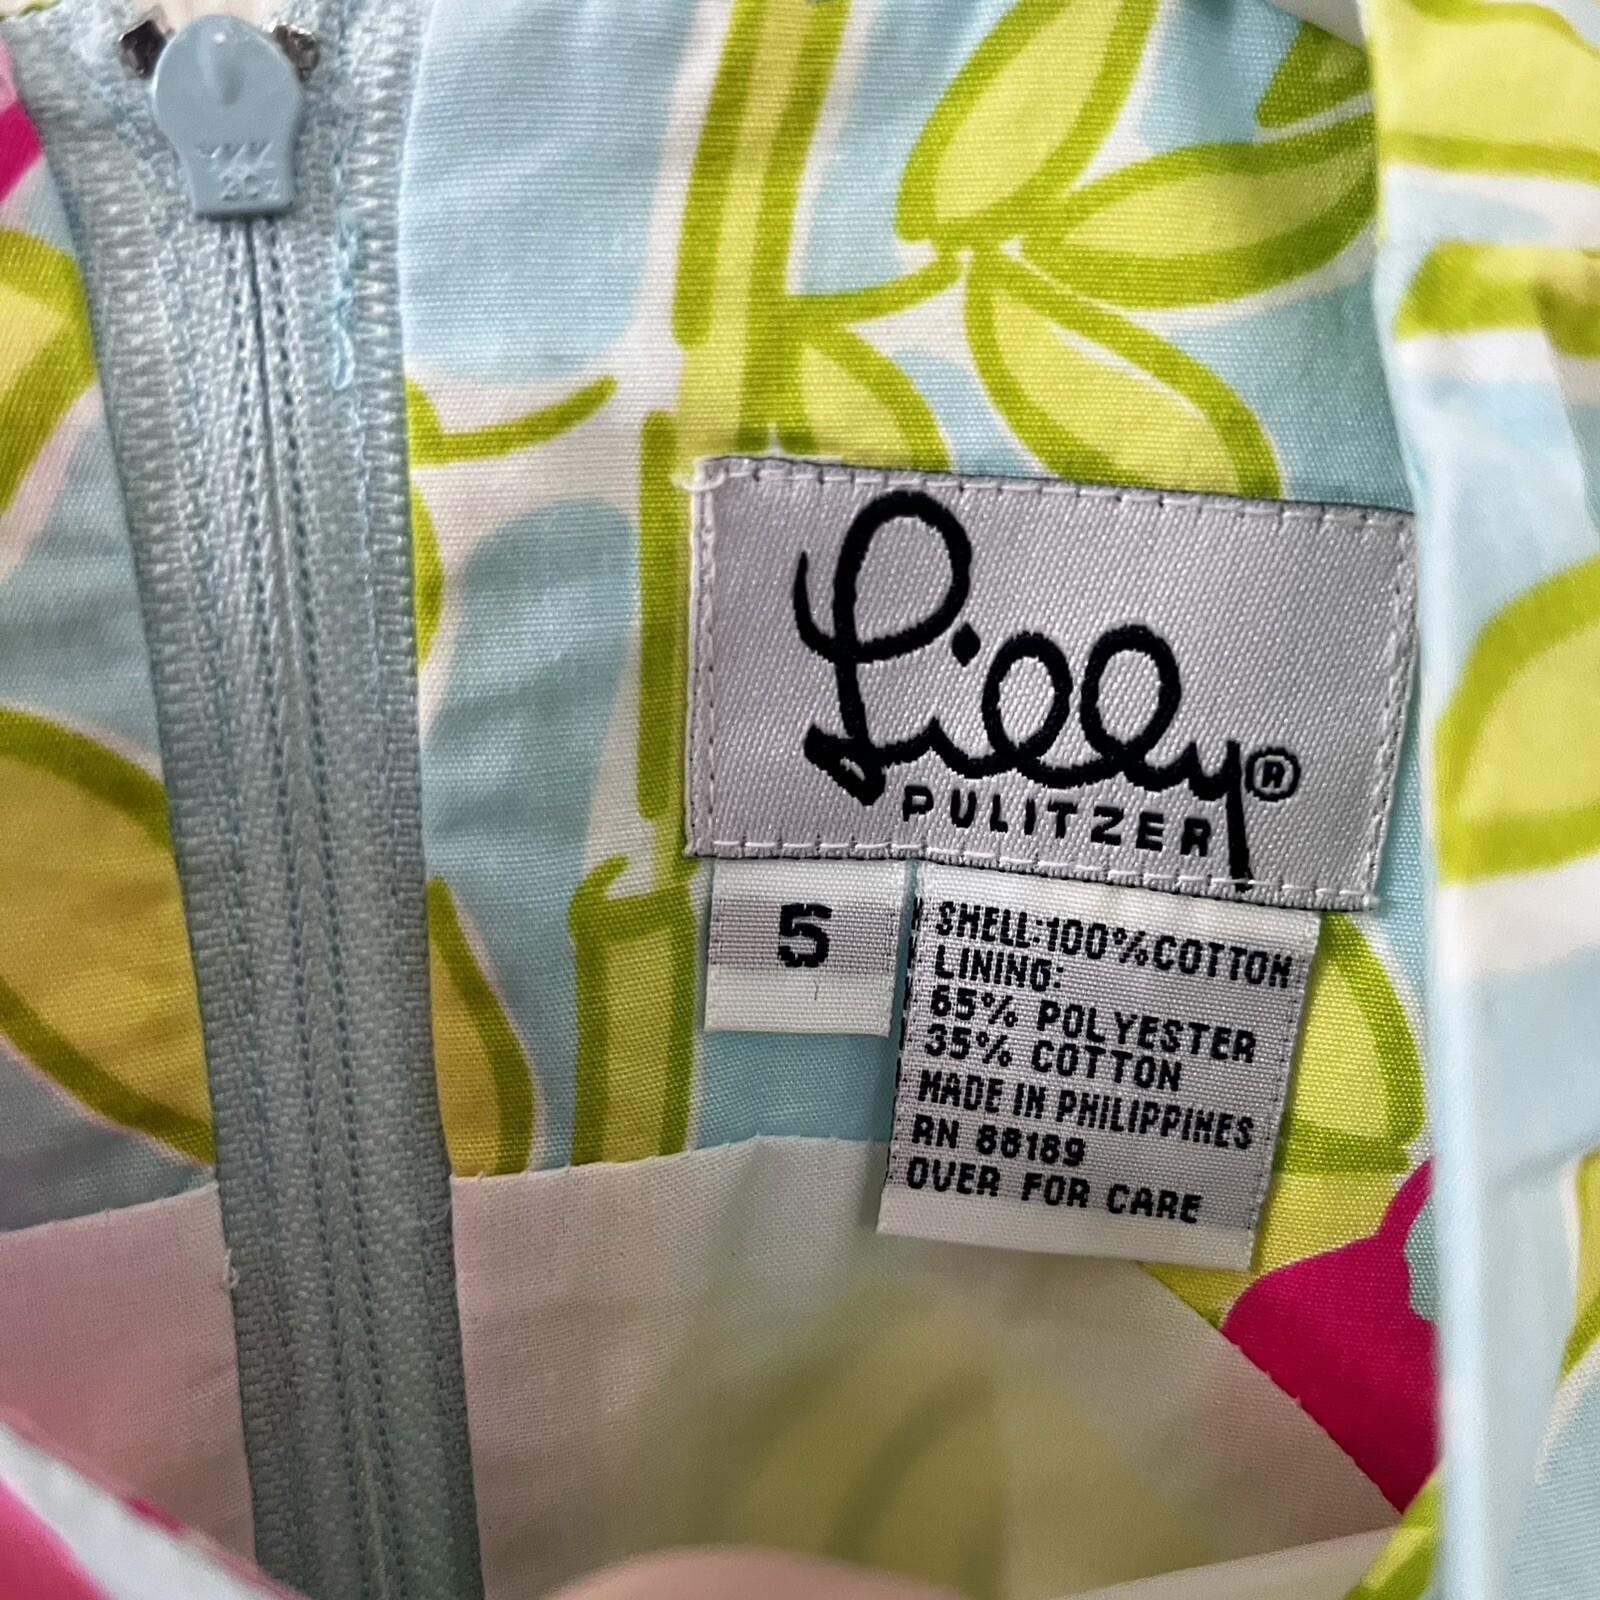 Lilly®
PULITZER
5
SHELL:100%COTTON
LINING:
65% POLYESTER
35% COTTON
MADE IN PHILIPPINES
RN 88189
OVER FOR CARE